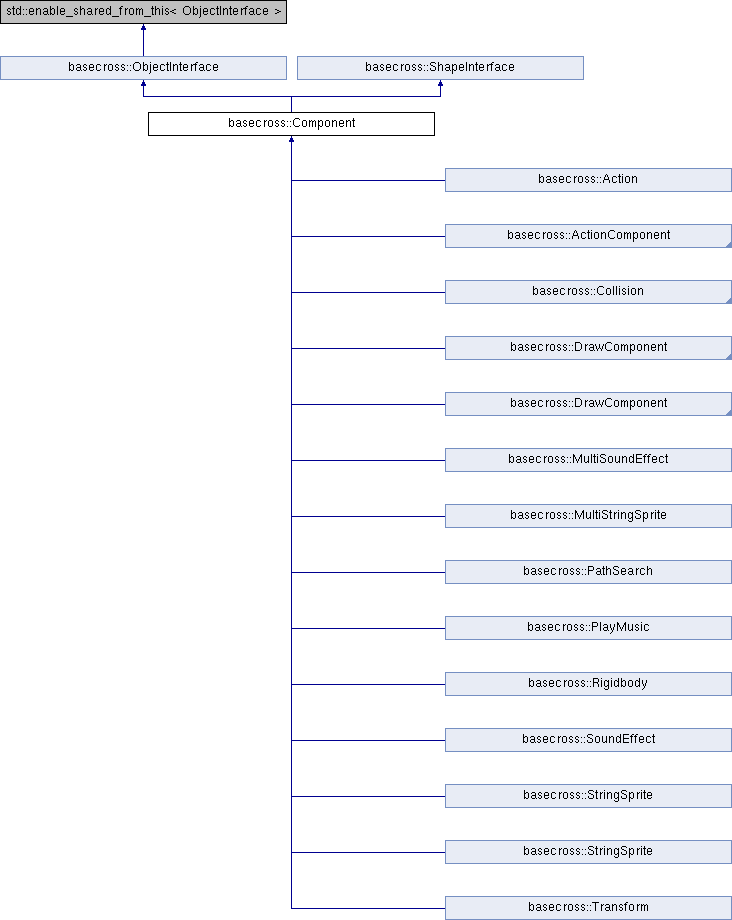 std::enable_shared_from_this< ObjectInterface >
basecross::ObjectInterface
basecross::ShapeInterface
basecross::Component
basecross::Action
basecross::ActionComponent
basecross::Collision
basecross::DrawComponent
basecross::DrawComponent
basecross::MultiSoundEffect
basecross::MultiStringSprite
basecross::PathSearch
basecross::PlayMusic
basecross::Rigidbody
basecross::SoundEffect
basecross::StringSprite
basecross::StringSprite
basecross::Transform